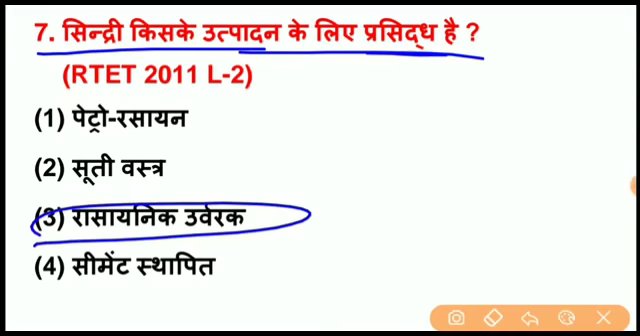 7. सिन्द्री किसके उत्पादन के लिए प्रसिद्ध है ?
(RTET 2011 L-2)
(1) पेट्रो-रसायन
(2) सूती वस्त्र
(3) रासायनिक उर्वरक
(4) सीमेंट स्थापित